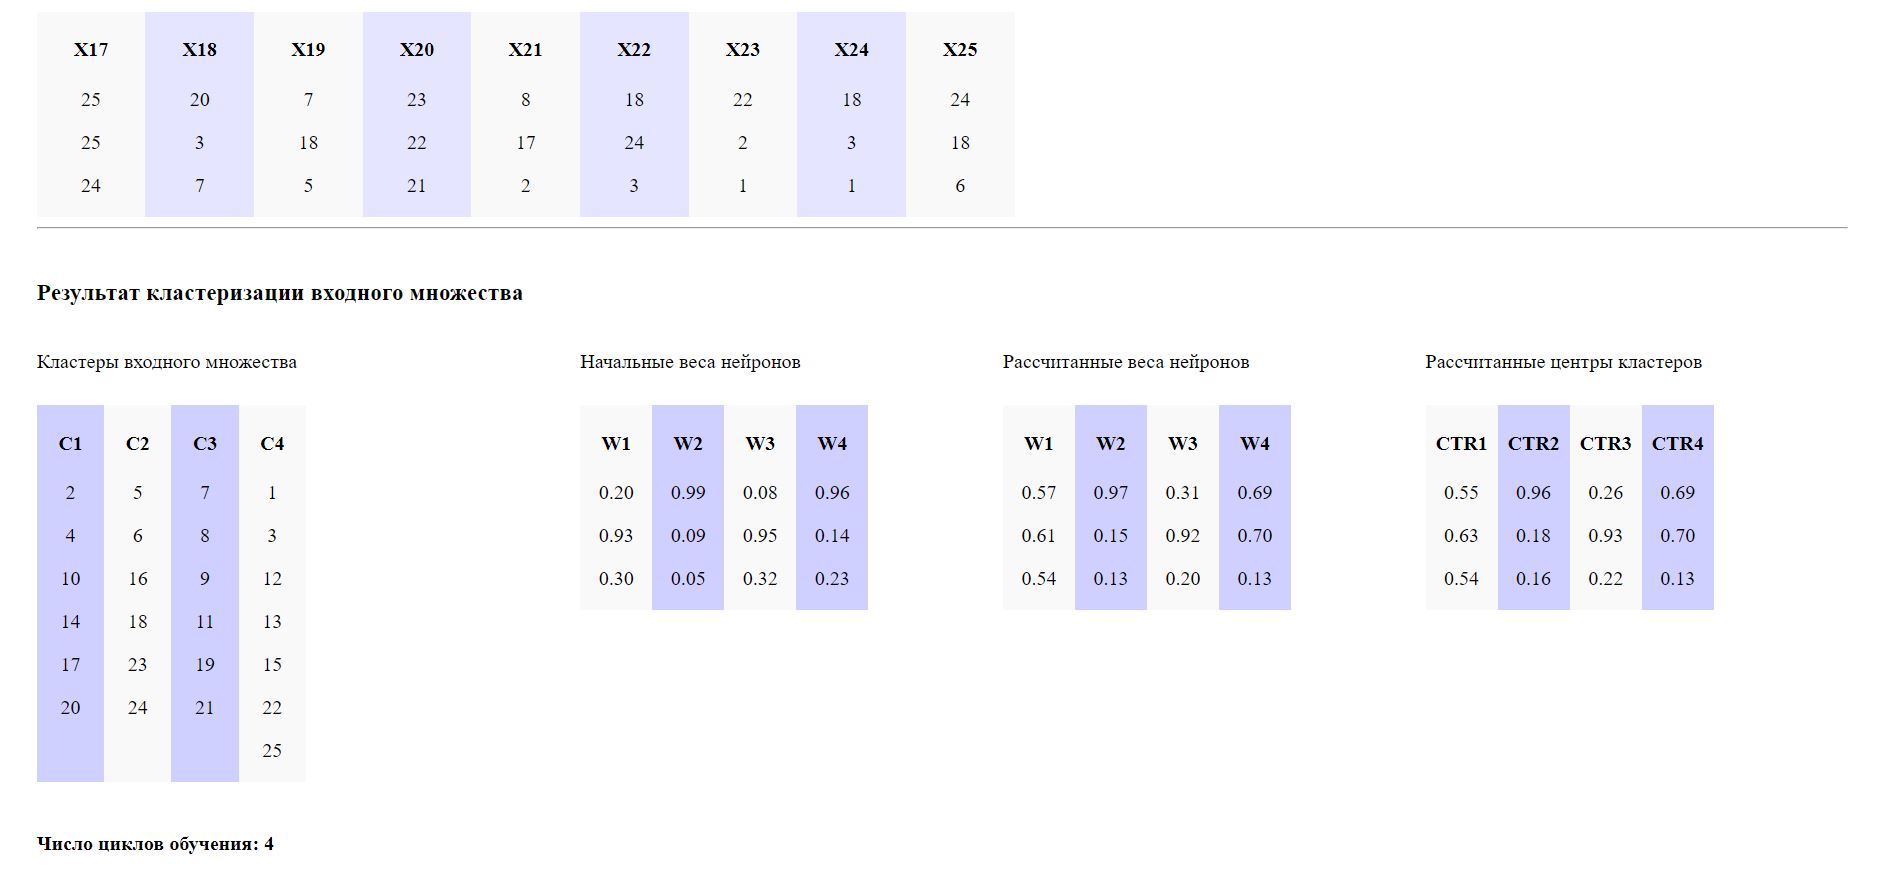 X17 X18 X19 X20 X21 X22 X23 X24 X25
25 20 7 23 8 18 22 18 24
25 3 18 22 17 24 2 3 18
24 7 5 21 2 3 1 1 6
Результат кластеризации входного множества
Кластеры входного множества
C1 C2 C3 C4
2 5 7 1
4 6 8 3
10 16 9 12
14 18 11 13
17 23 19 15
20 24 21 22
25
Начальные веса нейронов
W1 W2 W3 W4
0.20 0.99 0.08 0.96
0.93 0.09 0.95 0.14
0.30 0.05 0.32 0.23
Рассчитанные веса нейронов
W1 W2 W3 W4
0.57 0.97 0.31 0.69
0.61 0.15 0.92 0.70
0.54 0.13 0.20 0.13
Рассчитанные центры кластеров
CTR1 CTR2 CTR3 CTR4
0.55 0.96 0.26 0.69
0.63 0.18 0.93 0.70
0.54 0.16 0.22 0.13
Число циклов обучения: 4